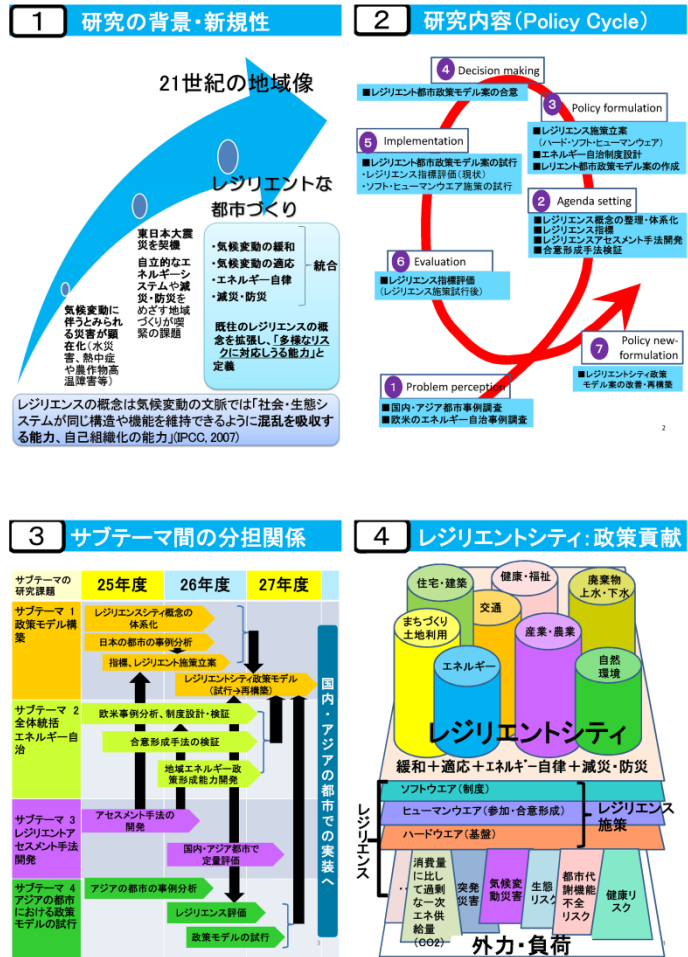 1 研究の背景・新規性
21世紀の地域像
レジリエントな
都市づくり
・気候変動の緩和
・気候変動の適応
・エネルギー自律
・減災・防災
統合
既往のレジリエンスの概
念を拡張し、「多様なリス
クに対応しうる能力」と
定義
東日本大震
災を契機
自立的なエ
ネルギーシ
ステムや減
災・防災を
めざす地域
づくりが喫
緊の課題
気候変動に
伴うとみられ
る災害が顕
在化(水災
害、熱中症
や農作物高
温障害等)
レジリエンスの概念は気候変動の文脈では「社会・生態シ
ステムが同じ構造や機能を維持できるように混乱を吸収す
る能力、自己組織化の能力」(IPCC, 2007)
2 研究内容(Policy Cycle)
4 Decision making
■レジリエント都市政策モデル案の合意
3 Policy formulation
■レジリエンス施策立案
(ハード・ソフト・ヒューマンウェア)
■エネルギー自治制度設計
■レリエント都市政策モデル案の作成
5 Implementation
■レジリエント都市政策モデル案の試行
・レジリエンス指標評価(現状)
・ソフト・ヒューマンウエア施策の試行
2 Agenda setting
■レジリエンス概念の整理・体系化
■レジリエンス指標
■レジリエンスアセスメント手法開発
■合意形成手法検証
6 Evaluation
■レジリエンス指標評価
(レジリエンス施策試行後)
7 Policy new-
formulation
■レジリエントシティ政策
モデル案の改善・再構築
1 Problem perception
■国内・アジア都市事例調査
■欧米のエネルギー自治事例調査
2
3 サブテーマ間の分担関係
サブテーマの
研究課題
25年度 26年度 27年度
サブテーマ 1
政策モデル構
築
レジリエンスシティ概念の
体系化
日本の都市の事例分析
指標、レジリエント施策立案
レジリエントシティ政策モデル
(試行→再構築)
サブテーマ 2
全体統括
エネルギー自
治
欧米事例分析、制度設計・検証
合意形成手法の検証
地域エネルギー政
策形成能力開発
サブテーマ 3
レジリエントア
セスメント手法
開発
アセスメント手法の
開発
国内・アジア都市で
定量評価
サブテーマ 4
アジアの都市
における政策
モデルの試行
アジアの都市の事例分析
レジリエンス評価
政策モデルの試行
国内・アジアの都市での実装へ
3
4 レジリエントシティ:政策貢献
住宅・建築
健康・福祉
廃棄物
上水・下水
交通
まちづくり
土地利用
産業・農業
エネルギー
自然
環境
レジリエントシティ
緩和+適応+エネルギー自律+減災・防災
ソフトウエア(制度)
ヒューマンウエア(参加・合意形成)
ハードウエア(基盤)
レジリエンス
施策
レジリエンス
消費量
に比し
て過剰
な一次
エネ供
給量
(CO2)
突発
災害
気候変
動災害
生態
リスク
都市代
謝機能
不全
リスク
健康リ
スク
外力・負荷